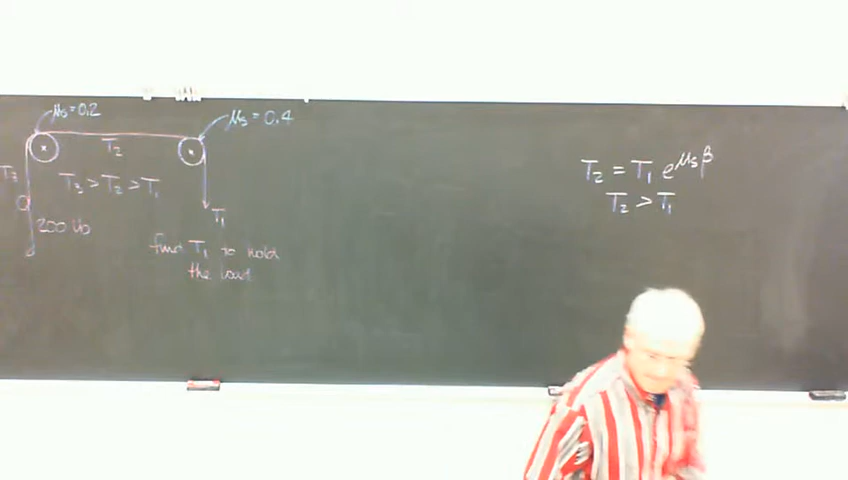 μs = 0.2
μs = 0.4
T2
T3
T3 > T2 > T1
T1
200 lb
find T1 to hold
the load
T2 = T1 e^μsβ
T2 > T1